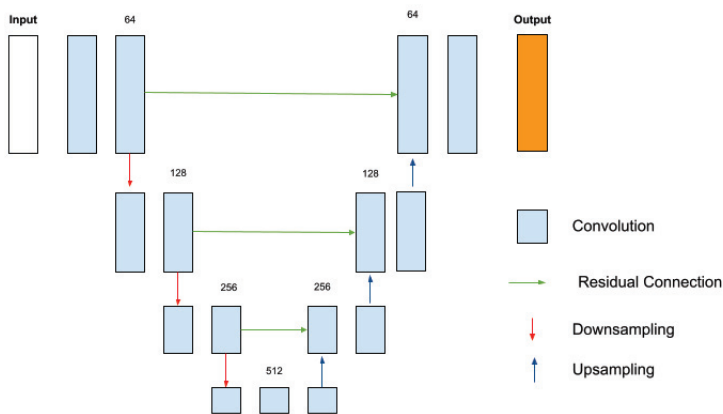 Input
64
64
Output
128
128
256
256
512
Convolution
Residual Connection
Downsampling
Upsampling